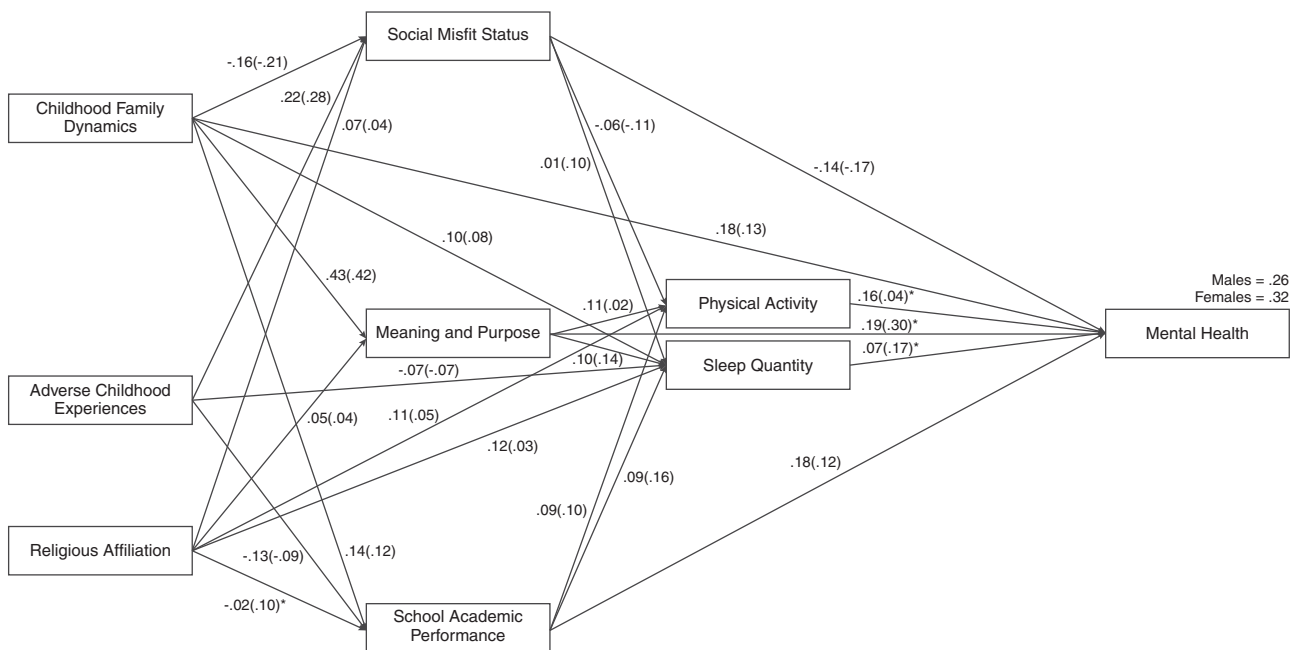 Social Misfit Status
-.16(-.21)
.22(.28)
Childhood Family
Dynamics
.07(.04)
-.06(-.11)
.01(.10)
-.14(-.17)
.18(.13)
.10(.08)
.43(.42)
Males = .26
Females = .32
Physical Activity
.16(.04)*
.11(.02)
Meaning and Purpose
.19(.30)*
Mental Health
.10(.14)
Sleep Quantity
.07(.17)*
-.07(-.07)
Adverse Childhood
Experiences
.05(.04)
.11(.05)
.12(.03)
.18(.12)
.09(.16)
.09(.10)
Religious Affiliation
-.13(-.09)
.14(.12)
-.02(.10)*
School Academic
Performance